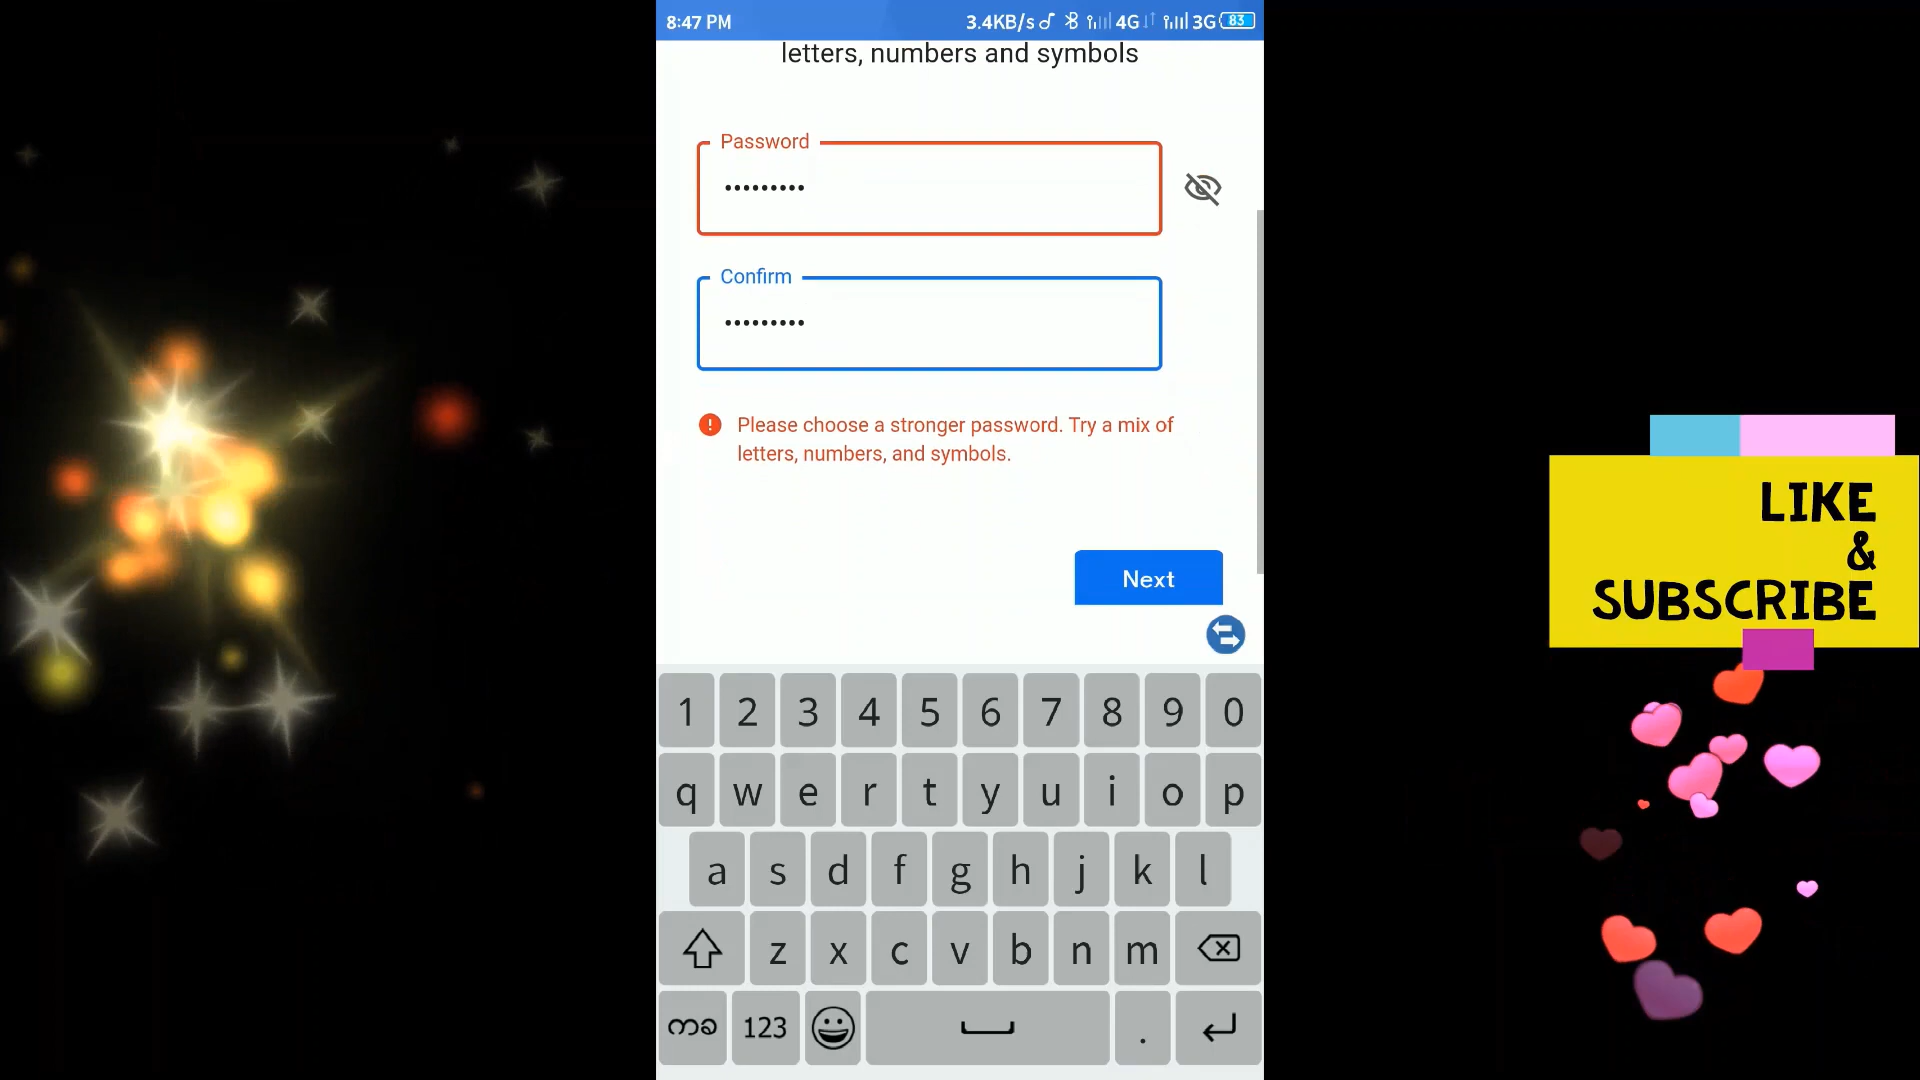 8:47 PM 3.4KB/s 4G 3G 83
letters, numbers and symbols
Password
•••••••••
Confirm
•••••••••
Please choose a stronger password. Try a mix of
letters, numbers, and symbols.
Next
LIKE
&
SUBSCRIBE
1 2 3 4 5 6 7 8 9 0
q w e r t y u i o p
a s d f g h j k l
z x c v b n m
ကခ 123 .